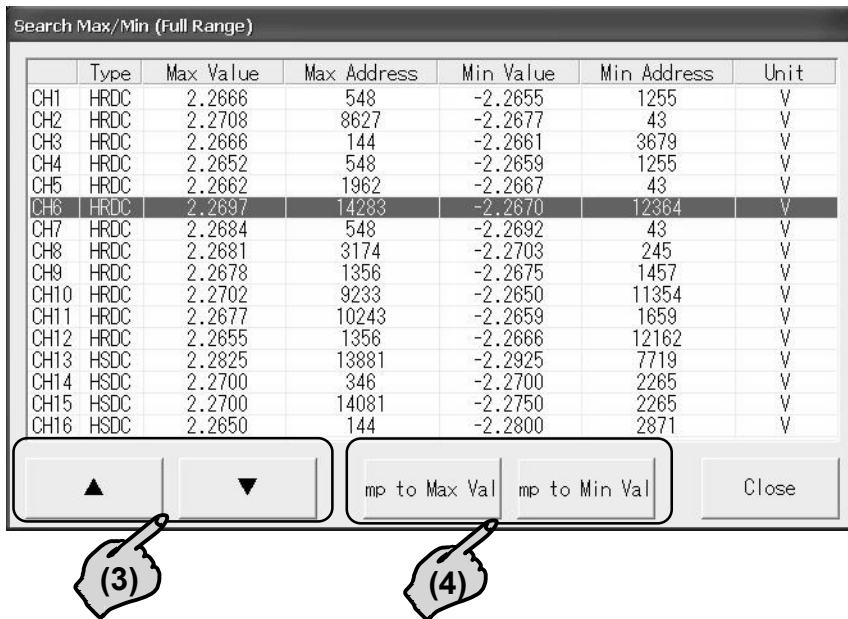 Search Max/Min (Full Range)
Type Max Value Max Address Min Value Min Address Unit
CH1 HRDC 2.2666 548 -2.2655 1255 V
CH2 HRDC 2.2708 8627 -2.2677 43 V
CH3 HRDC 2.2666 144 -2.2661 3679 V
CH4 HRDC 2.2652 548 -2.2659 1255 V
CH5 HRDC 2.2662 1962 -2.2667 43 V
CH6 HRDC 2.2697 14283 -2.2670 12364 V
CH7 HRDC 2.2684 548 -2.2692 43 V
CH8 HRDC 2.2681 3174 -2.2703 245 V
CH9 HRDC 2.2678 1356 -2.2675 1457 V
CH10 HRDC 2.2702 9233 -2.2650 11354 V
CH11 HRDC 2.2677 10243 -2.2659 1659 V
CH12 HRDC 2.2655 1356 -2.2666 12162 V
CH13 HSDC 2.2825 13881 -2.2925 7719 V
CH14 HSDC 2.2700 346 -2.2700 2265 V
CH15 HSDC 2.2700 14081 -2.2750 2265 V
CH16 HSDC 2.2650 144 -2.2800 2871 V
▲ ▼ mp to Max Val mp to Min Val Close
(3) (4)